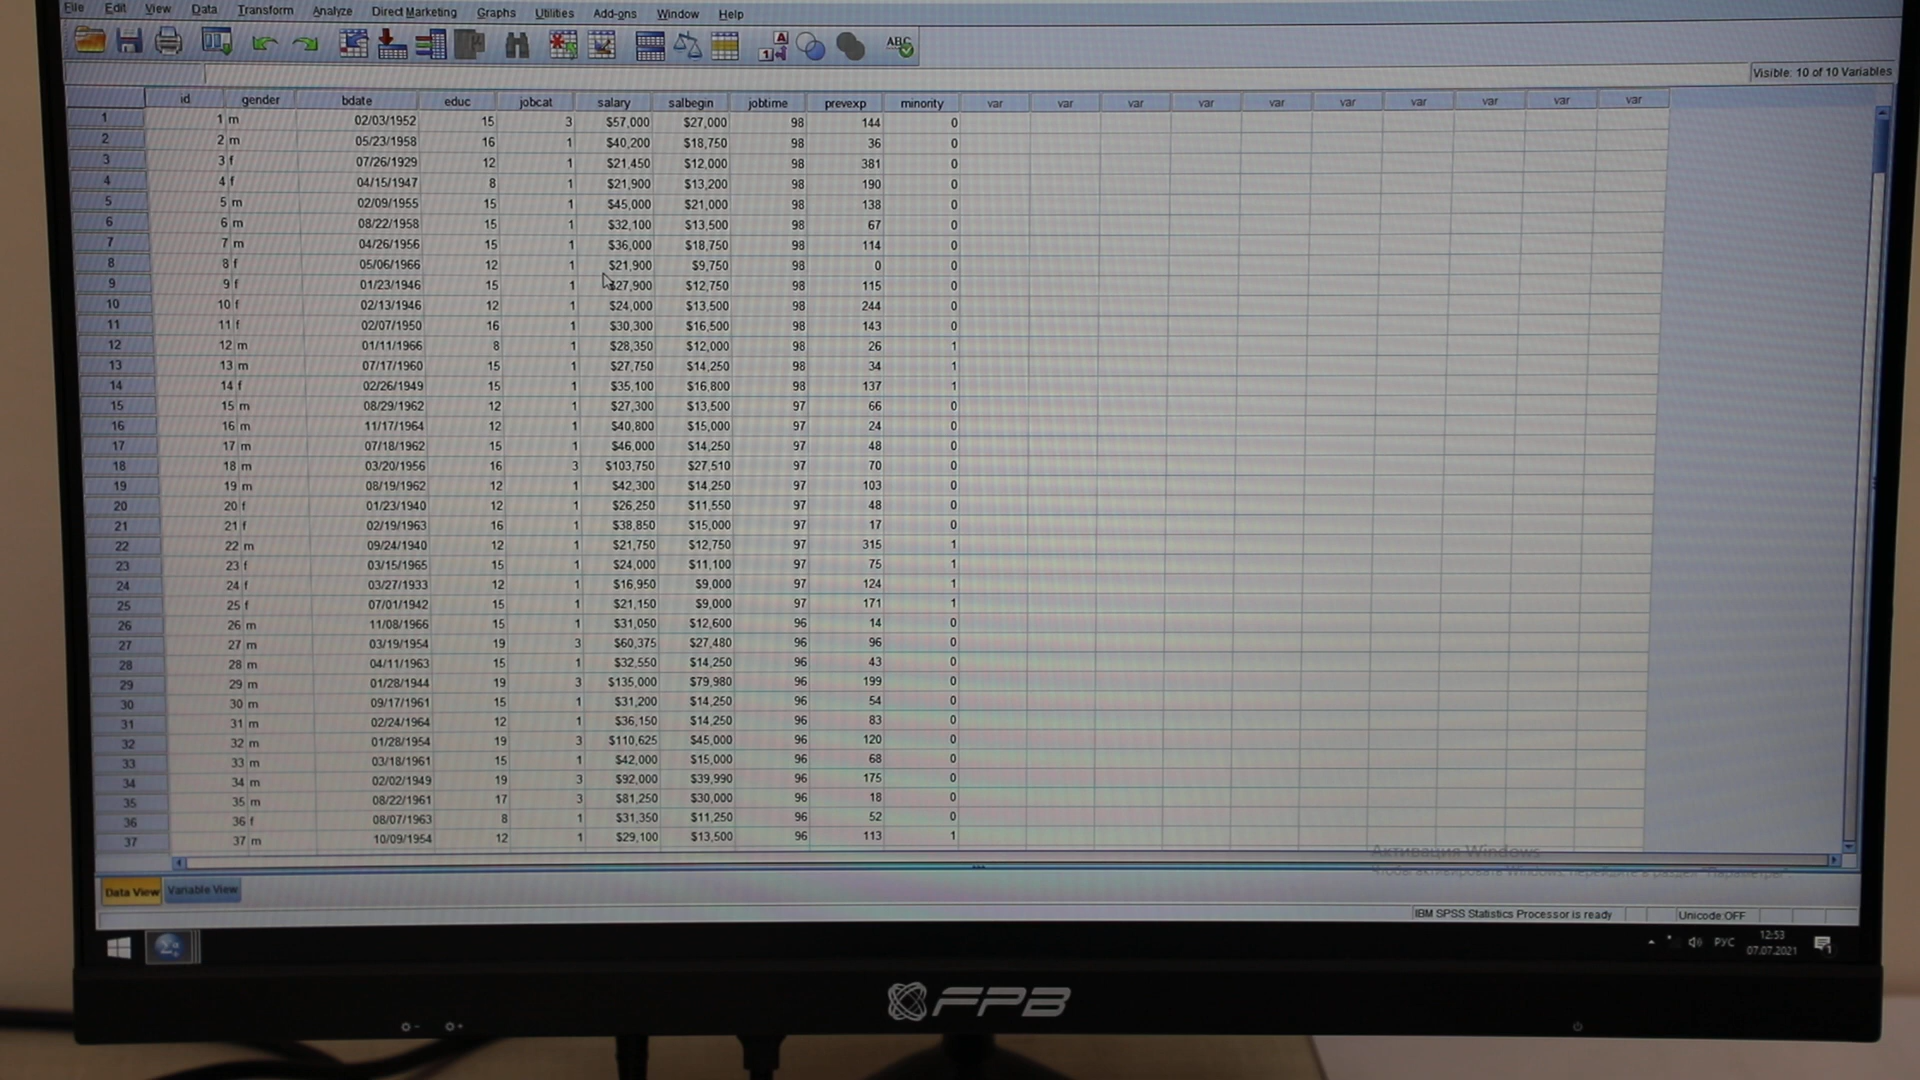 File Edit View Data Transform Analyze Direct Marketing Graphs Utilities Add-ons Window Help
Visible: 10 of 10 Variables
id gender bdate educ jobcat salary salbegin jobtime prevexp minority var var var var var var var var var var
1 1 m 02/03/1952 15 3 $57,000 $27,000 98 144 0
2 2 m 05/23/1958 16 1 $40,200 $18,750 98 36 0
3 3 f 07/26/1929 12 1 $21,450 $12,000 98 381 0
4 4 f 04/15/1947 8 1 $21,900 $13,200 98 190 0
5 5 m 02/09/1955 15 1 $45,000 $21,000 98 138 0
6 6 m 08/22/1958 15 1 $32,100 $13,500 98 67 0
7 7 m 04/26/1956 15 1 $36,000 $18,750 98 114 0
8 8 f 05/06/1966 12 1 $21,900 $9,750 98 0 0
9 9 f 01/23/1946 15 1 $27,900 $12,750 98 115 0
10 10 f 02/13/1946 12 1 $24,000 $13,500 98 244 0
11 11 f 02/07/1950 16 1 $30,300 $16,500 98 143 0
12 12 m 01/11/1966 8 1 $28,350 $12,000 98 26 1
13 13 m 07/17/1960 15 1 $27,750 $14,250 98 34 1
14 14 f 02/26/1949 15 1 $35,100 $16,800 98 137 1
15 15 m 08/29/1962 12 1 $27,300 $13,500 97 66 0
16 16 m 11/17/1964 12 1 $40,800 $15,000 97 24 0
17 17 m 07/18/1962 15 1 $46,000 $14,250 97 48 0
18 18 m 03/20/1956 16 3 $103,750 $27,510 97 70 0
19 19 m 08/19/1962 12 1 $42,300 $14,250 97 103 0
20 20 f 01/23/1940 12 1 $26,250 $11,550 97 48 0
21 21 f 02/19/1963 16 1 $38,850 $15,000 97 17 0
22 22 m 09/24/1940 12 1 $21,750 $12,750 97 315 1
23 23 f 03/15/1965 15 1 $24,000 $11,100 97 75 1
24 24 f 03/27/1933 12 1 $16,950 $9,000 97 124 1
25 25 f 07/01/1942 15 1 $21,150 $9,000 97 171 1
26 26 m 11/08/1966 15 1 $31,050 $12,600 96 14 0
27 27 m 03/19/1954 19 3 $60,375 $27,480 96 96 0
28 28 m 04/11/1963 15 1 $32,550 $14,250 96 43 0
29 29 m 01/28/1944 19 3 $135,000 $79,980 96 199 0
30 30 m 09/17/1961 15 1 $31,200 $14,250 96 54 0
31 31 m 02/24/1964 12 1 $36,150 $14,250 96 83 0
32 32 m 01/28/1954 19 3 $110,625 $45,000 96 120 0
33 33 m 03/18/1961 15 1 $42,000 $15,000 96 68 0
34 34 m 02/02/1949 19 3 $92,000 $39,990 96 175 0
35 35 m 08/22/1961 17 3 $81,250 $30,000 96 18 0
36 36 f 08/07/1963 8 1 $31,350 $11,250 96 52 0
37 37 m 10/09/1954 12 1 $29,100 $13,500 96 113 1
Активация Windows
Чтобы активировать Windows, перейдите в раздел "Параметры".
Data View Variable View
IBM SPSS Statistics Processor is ready Unicode:OFF
РУС 12:53
07.07.2021
FPB